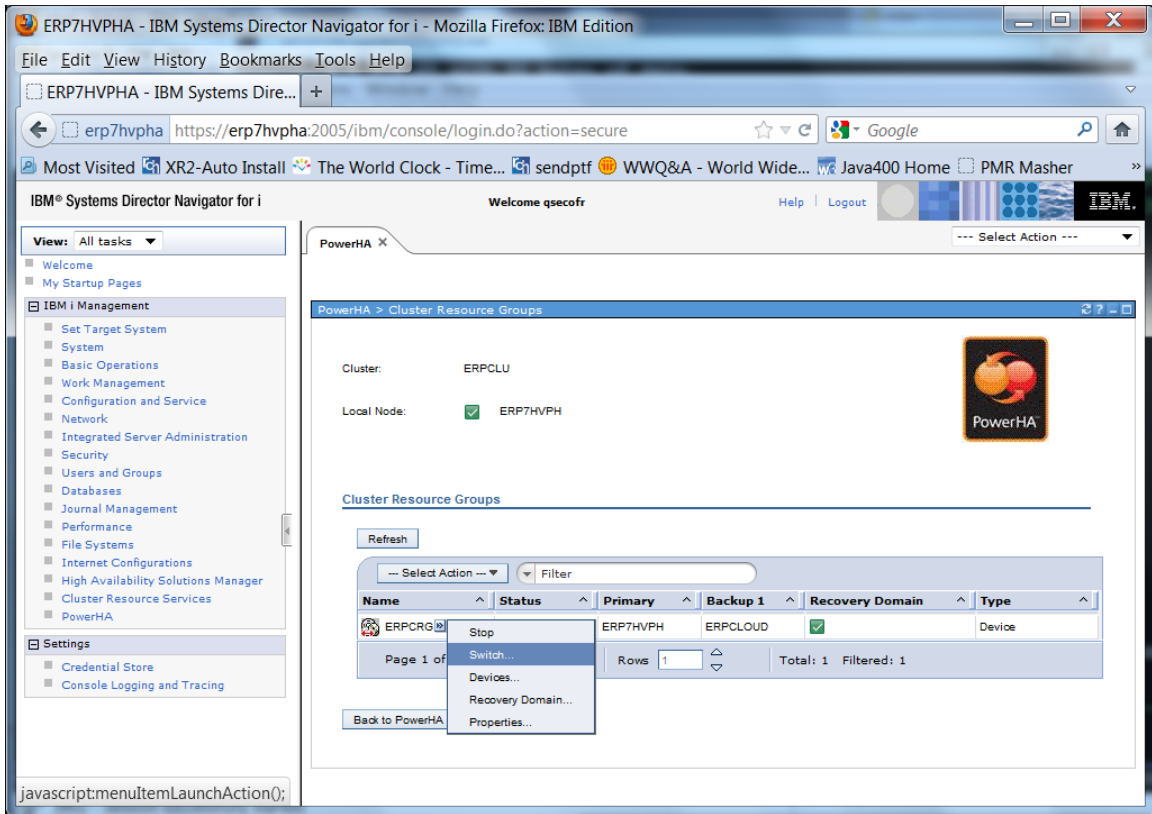 ERP7HVPHA - IBM Systems Director Navigator for i - Mozilla Firefox: IBM Edition
File Edit View History Bookmarks Tools Help
ERP7HVPHA - IBM Systems Dire... +
erp7hvpha https://erp7hvpha:2005/ibm/console/login.do?action=secure Google
Most Visited XR2-Auto Install The World Clock - Time... sendptf WWQ&A - World Wide... Java400 Home PMR Masher »
IBM® Systems Director Navigator for i Welcome qsecofr Help Logout IBM.
View: All tasks
Welcome
My Startup Pages
IBM i Management
Set Target System
System
Basic Operations
Work Management
Configuration and Service
Network
Integrated Server Administration
Security
Users and Groups
Databases
Journal Management
Performance
File Systems
Internet Configurations
High Availability Solutions Manager
Cluster Resource Services
PowerHA
Settings
Credential Store
Console Logging and Tracing
PowerHA X --- Select Action ---
PowerHA > Cluster Resource Groups
Cluster: ERPCLU
Local Node: ERP7HVPH
PowerHA™
Cluster Resource Groups
Refresh
--- Select Action --- Filter
Name Status Primary Backup 1 Recovery Domain Type
ERPCRG ERP7HVPH ERPCLOUD Device
Page 1 of Rows 1 Total: 1 Filtered: 1
Stop
Switch...
Devices...
Recovery Domain...
Properties...
Back to PowerHA
javascript:menuItemLaunchAction();